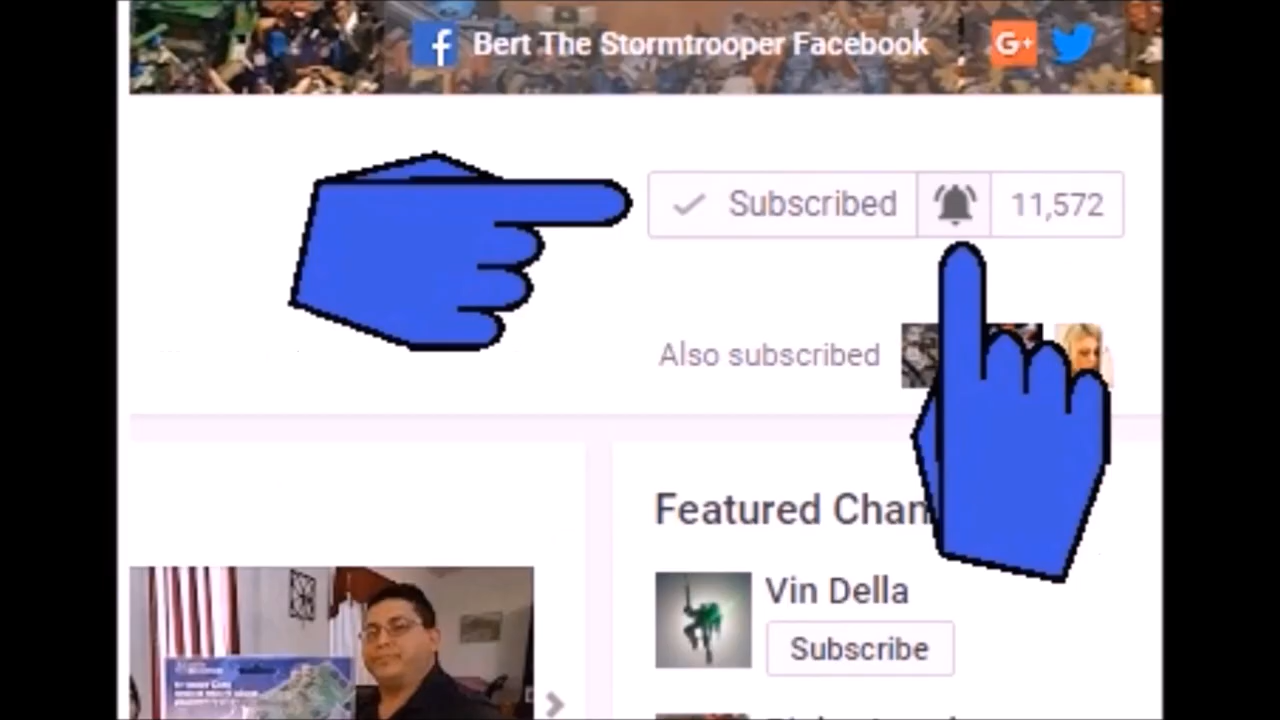 Bert The Stormtrooper Facebook
G+
Subscribed
11,572
Also subscribed
Featured Chan
Vin Della
Subscribe